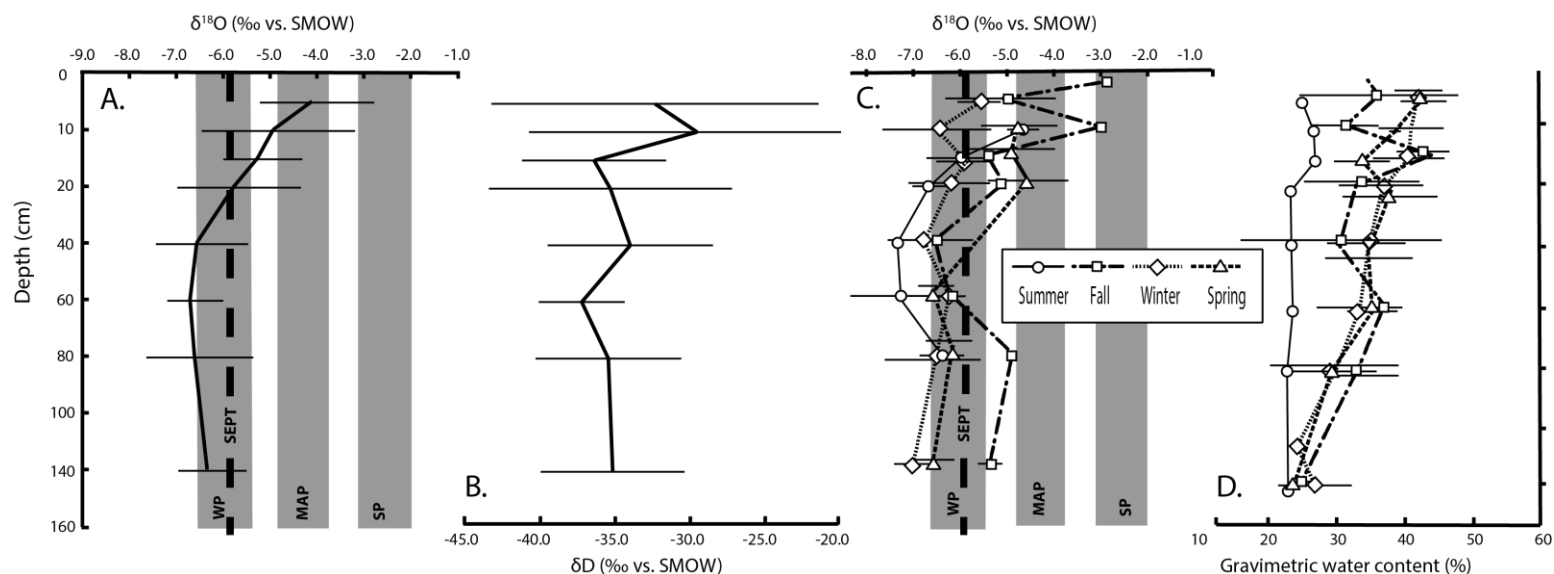 δ¹⁸O (‰ vs. SMOW)
δ¹⁸O (‰ vs. SMOW)
-9.0 -8.0 -7.0 -6.0 -5.0 -4.0 -3.0 -2.0 -1.0
-8.0 -7.0 -6.0 -5.0 -4.0 -3.0 -2.0 -1.0
0
10
20
40
60
80
100
140
160
Depth (cm)
A.
WP
SEPT
MAP
SP
B.
-45.0 -40.0 -35.0 -30.0 -25.0 -20.0
δD (‰ vs. SMOW)
C.
WP
SEPT
MAP
SP
Summer Fall Winter Spring
D.
10 20 30 40 50 60
Gravimetric water content (%)